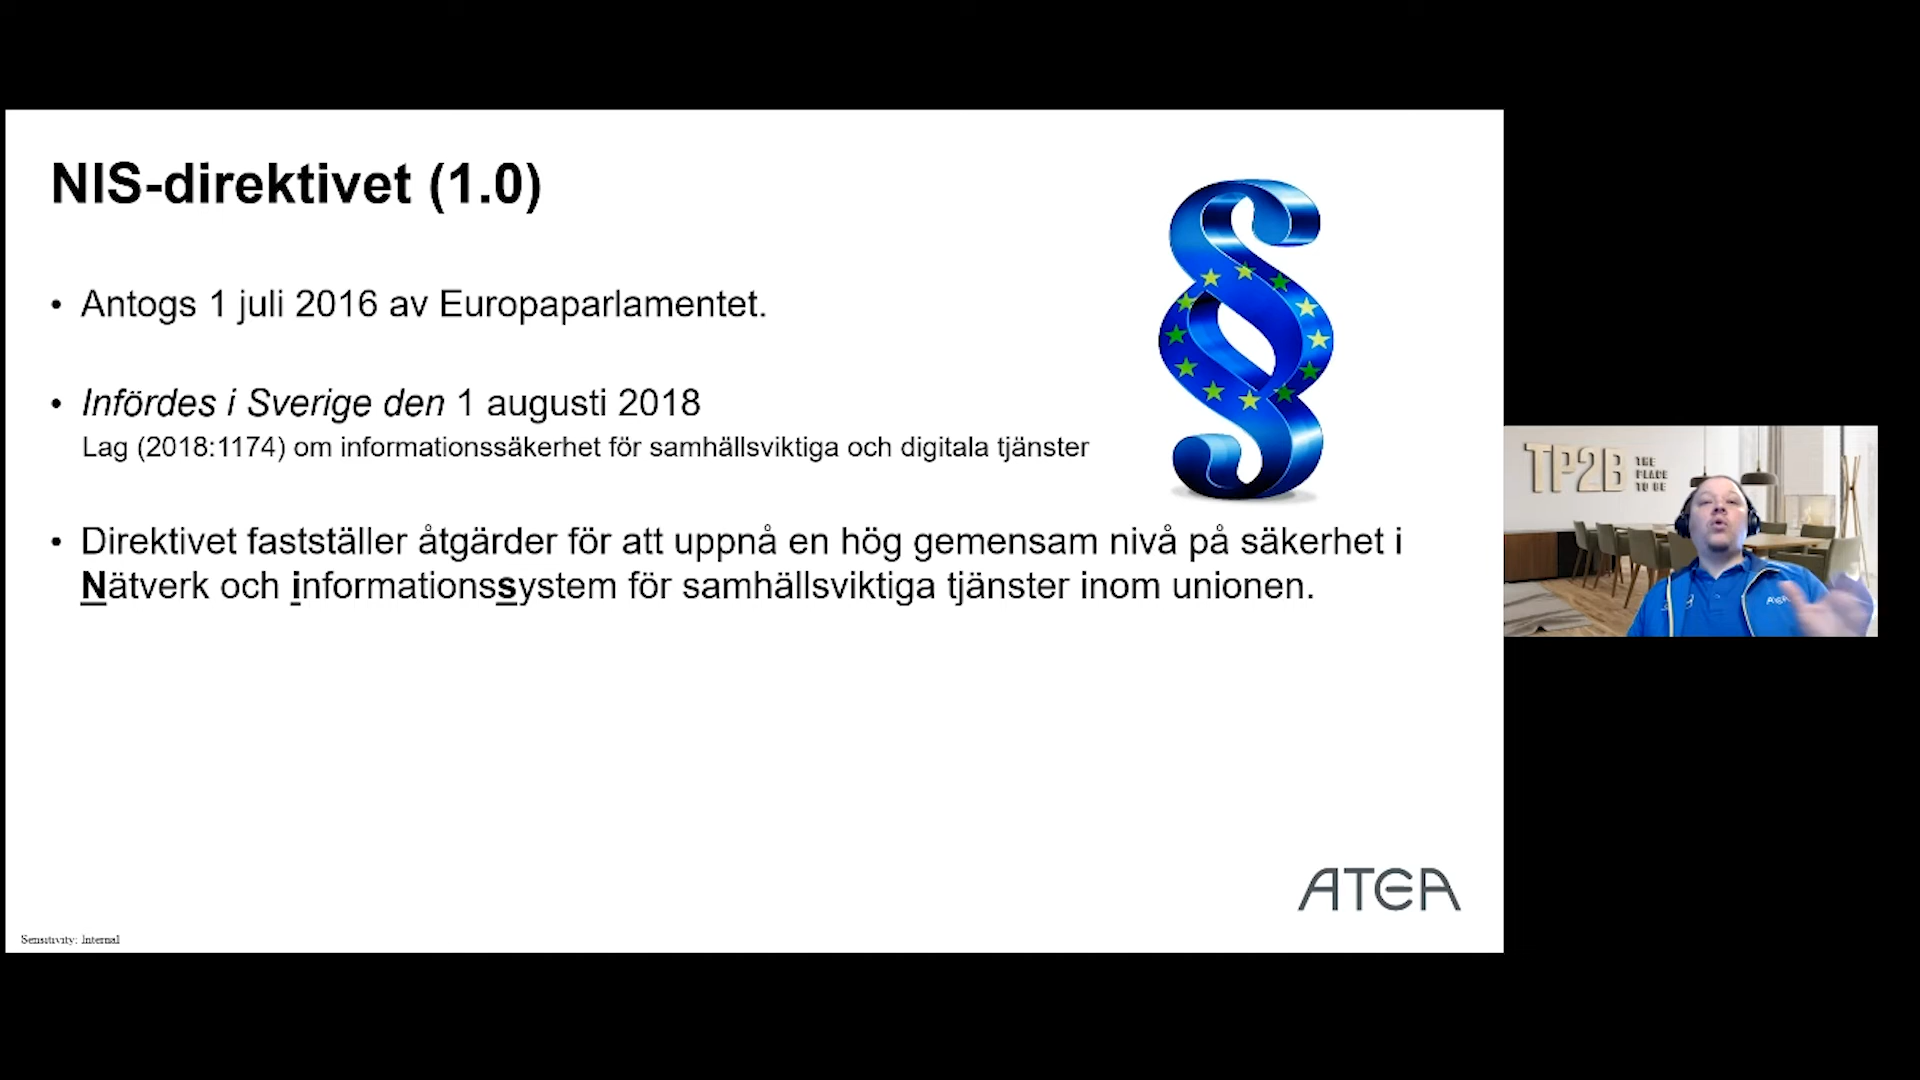 NIS-direktivet (1.0)
• Antogs 1 juli 2016 av Europaparlamentet.
• Infördes i Sverige den 1 augusti 2018
Lag (2018:1174) om informationssäkerhet för samhällsviktiga och digitala tjänster
• Direktivet fastställer åtgärder för att uppnå en hög gemensam nivå på säkerhet i
Nätverk och informationssystem för samhällsviktiga tjänster inom unionen.
ATEA
Sensitivity: Internal
TP2B
THE
PLACE
TO BE